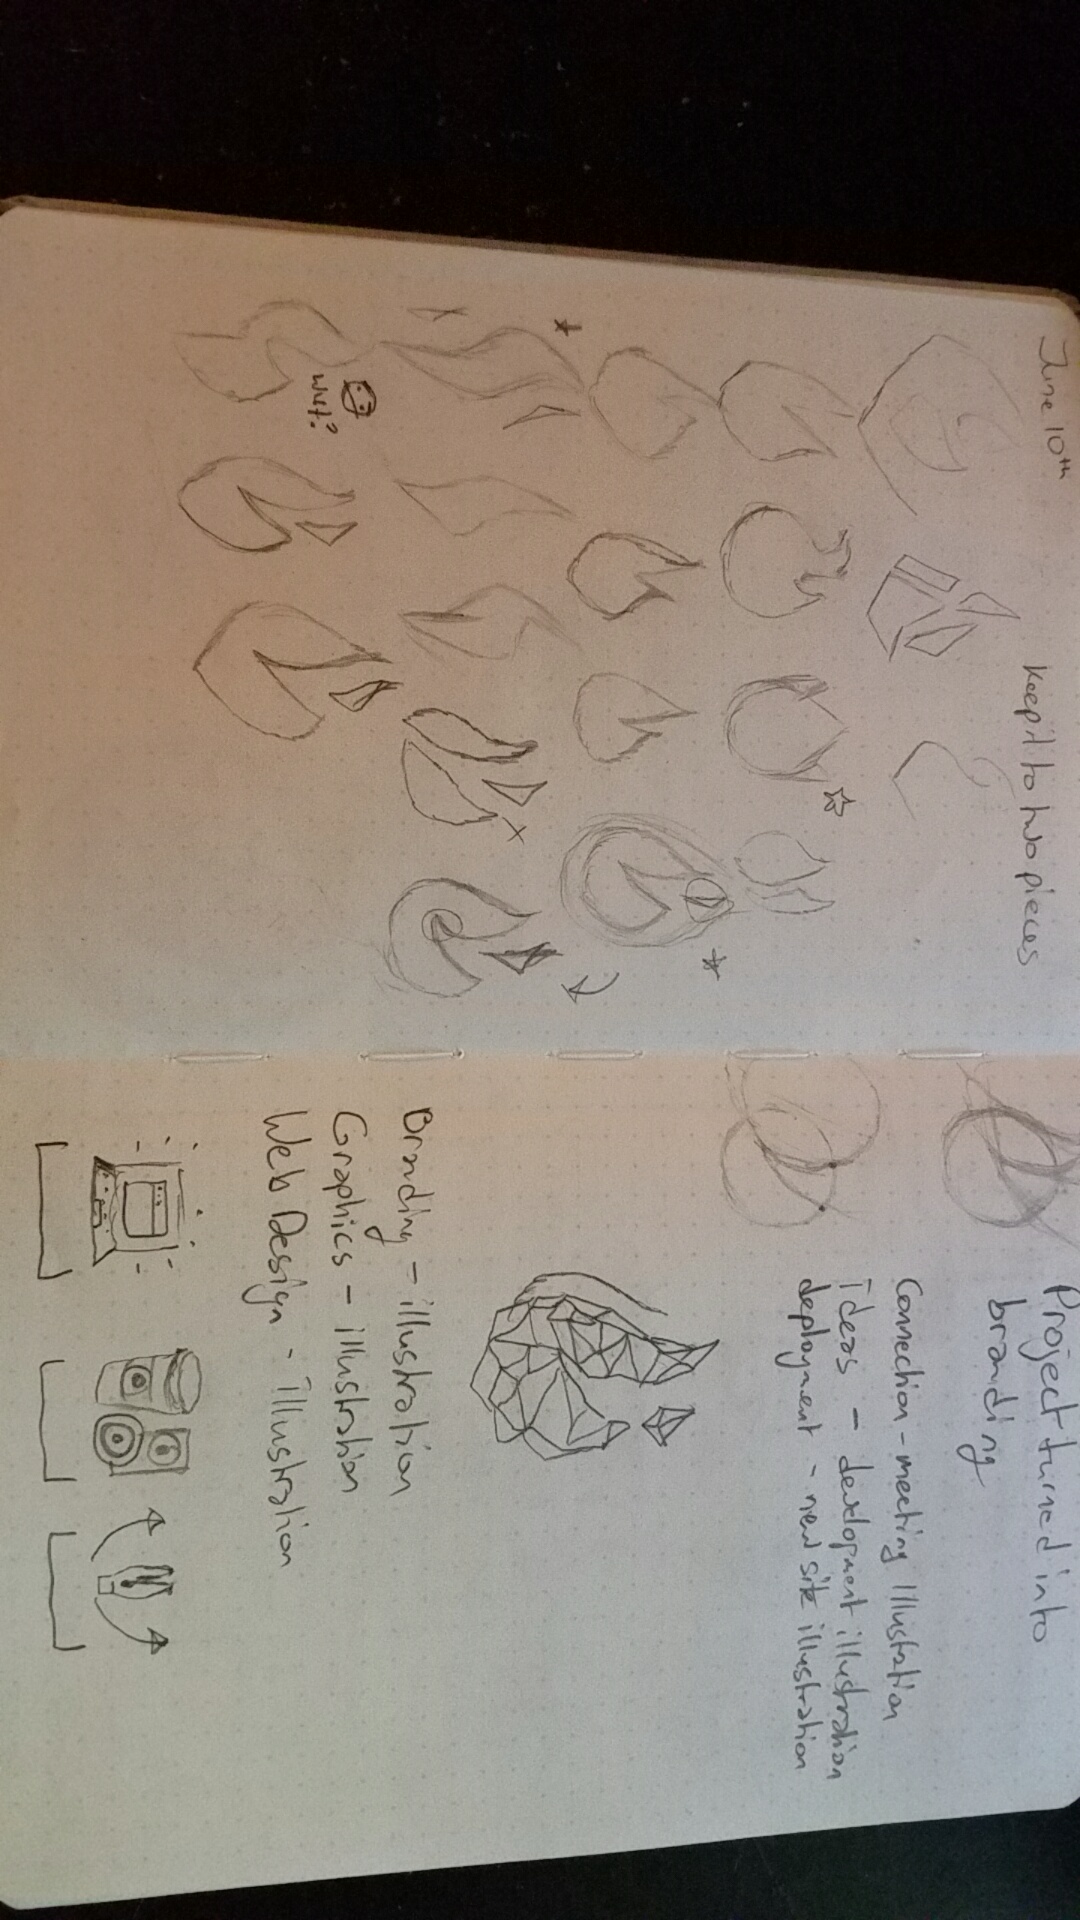 June 10th
Keep it to two pieces
wut?
Project turned into
branding
Connection - meeting Illustration
Ideas - development illustration
deployment - new site illustration
Branding - illustration
Graphics - illustration
Web Design - Illustration